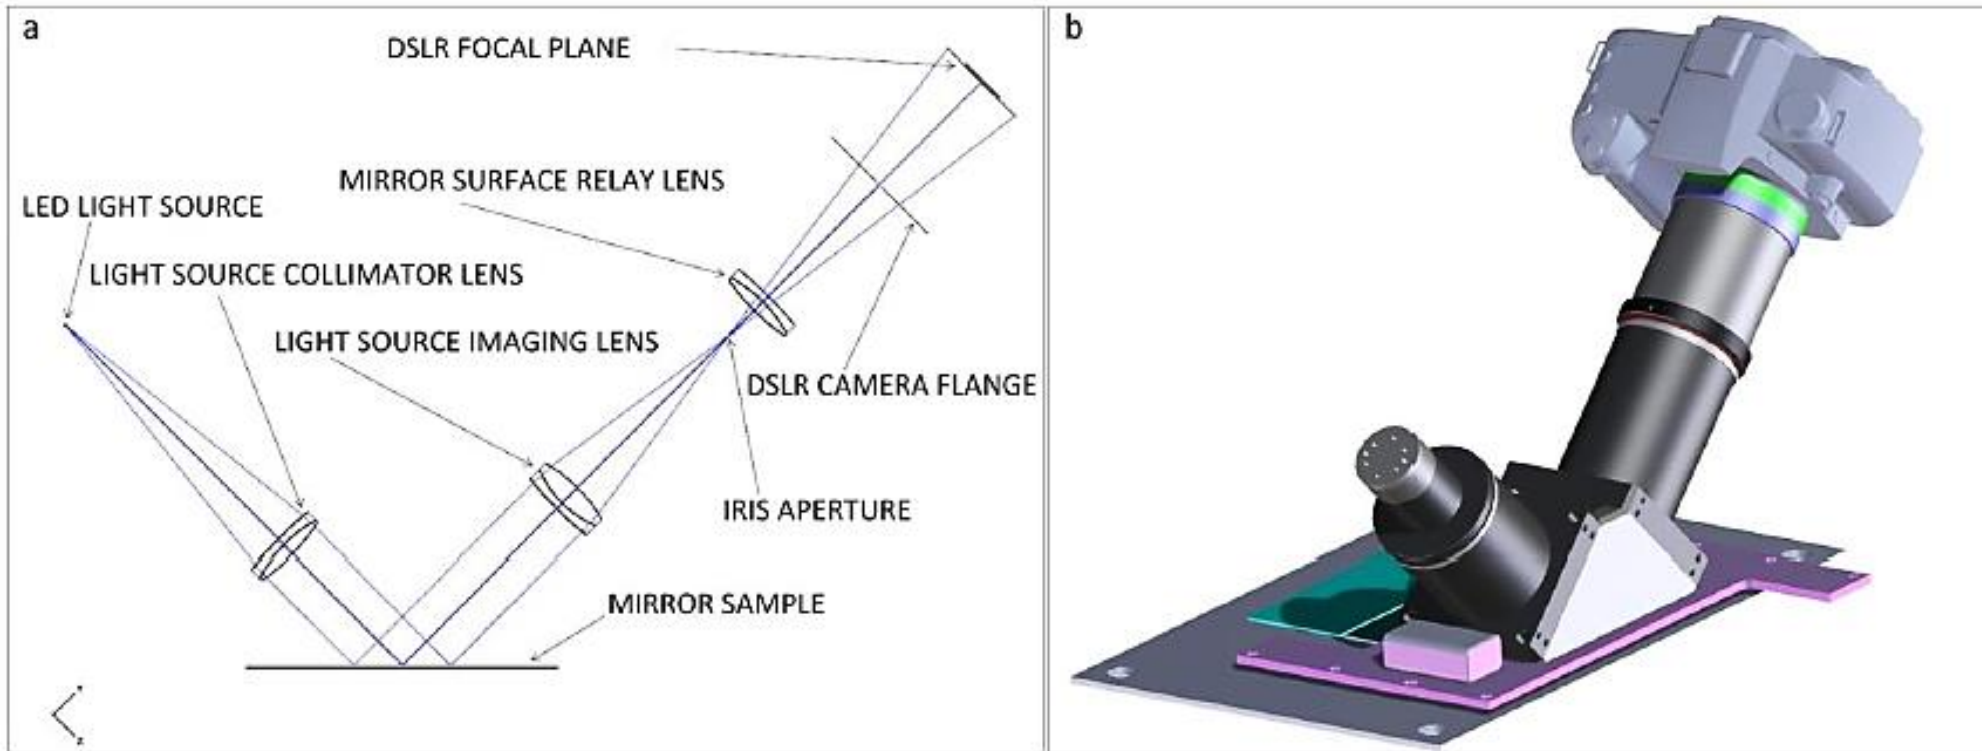 a
DSLR FOCAL PLANE
MIRROR SURFACE RELAY LENS
LED LIGHT SOURCE
LIGHT SOURCE COLLIMATOR LENS
LIGHT SOURCE IMAGING LENS
DSLR CAMERA FLANGE
IRIS APERTURE
MIRROR SAMPLE
b